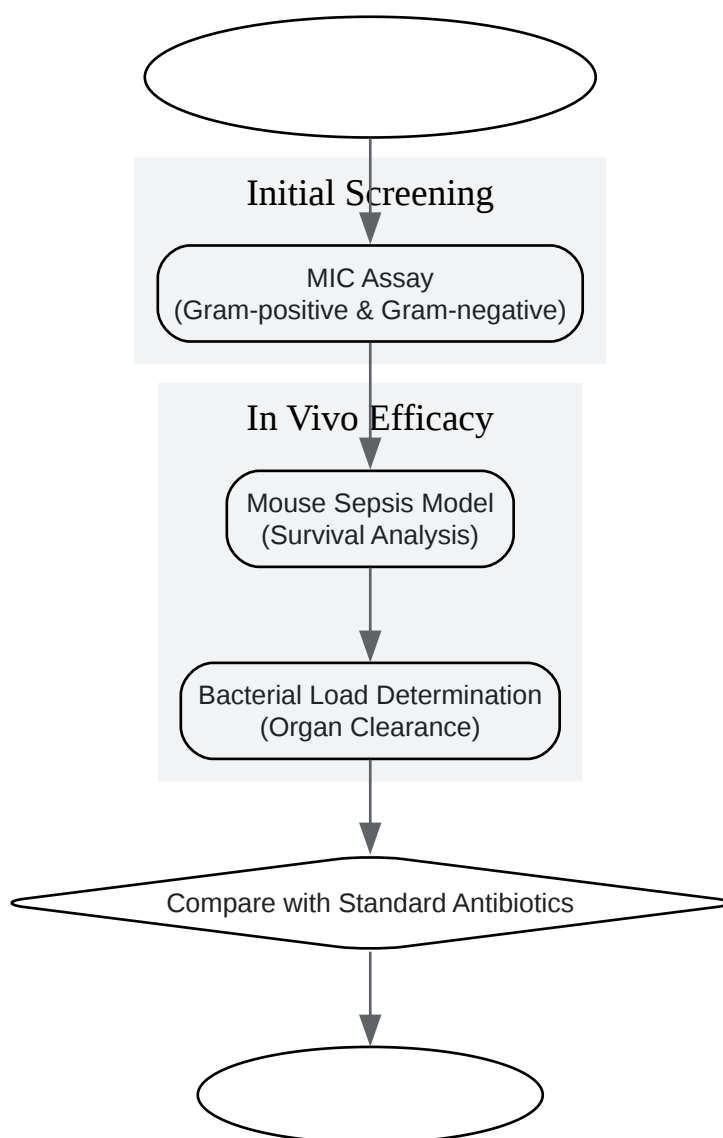 Initial Screening
MIC Assay
(Gram-positive & Gram-negative)
In Vivo Efficacy
Mouse Sepsis Model
(Survival Analysis)
Bacterial Load Determination
(Organ Clearance)
Compare with Standard Antibiotics